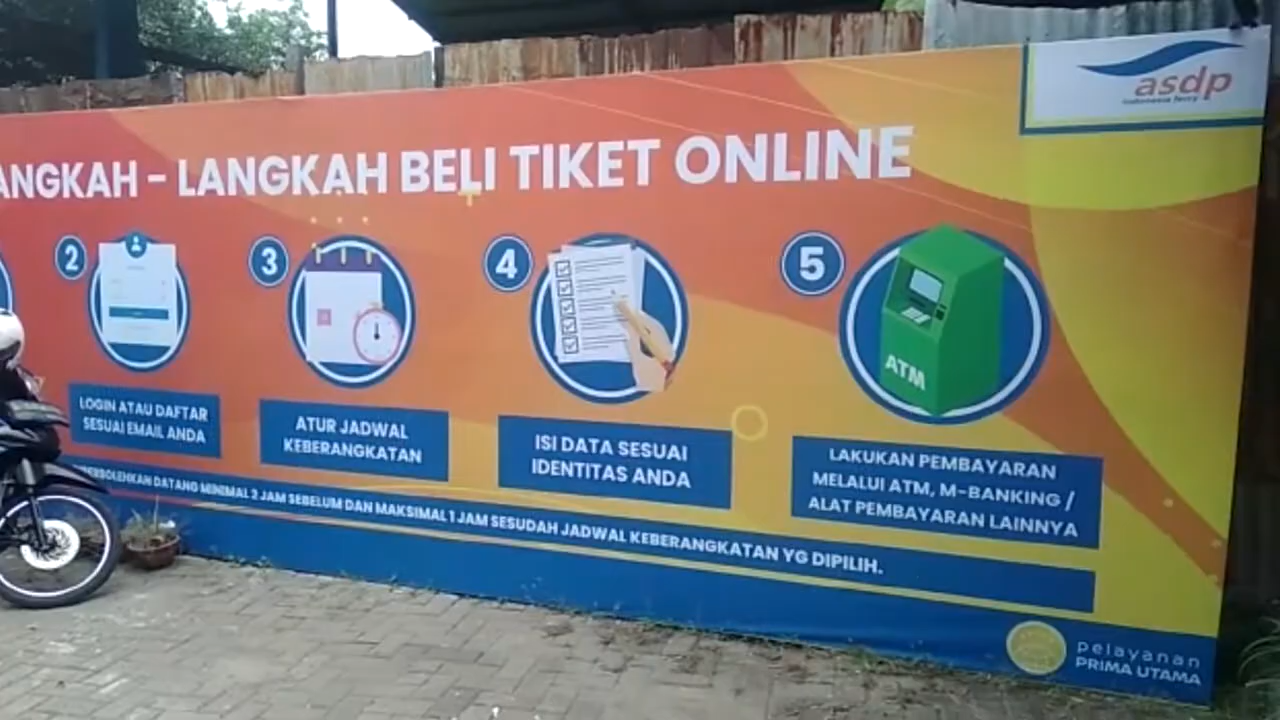 ANGKAH - LANGKAH BELI TIKET ONLINE
asdp
indonesia ferry
2
3
4
5
ATM
LOGIN ATAU DAFTAR
SESUAI EMAIL ANDA
ATUR JADWAL
KEBERANGKATAN
ISI DATA SESUAI
IDENTITAS ANDA
LAKUKAN PEMBAYARAN
MELALUI ATM, M-BANKING /
ALAT PEMBAYARAN LAINNYA
PERBOLEHKAN DATANG MINIMAL 2 JAM SEBELUM DAN MAKSIMAL 1 JAM SESUDAH JADWAL KEBERANGKATAN YG DIPILIH.
pelayanan
PRIMA UTAMA